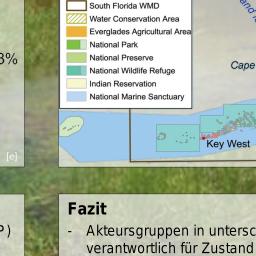 South Florida WMD
Water Conservation Area
Everglades Agricultural Area
National Park
National Preserve
National Wildlife Refuge
Indian Reservation
National Marine Sanctuary
3%
Cape
[e]
Key West
Fazit
P)
- Akteursgruppen in untersc
verantwortlich für Zustand